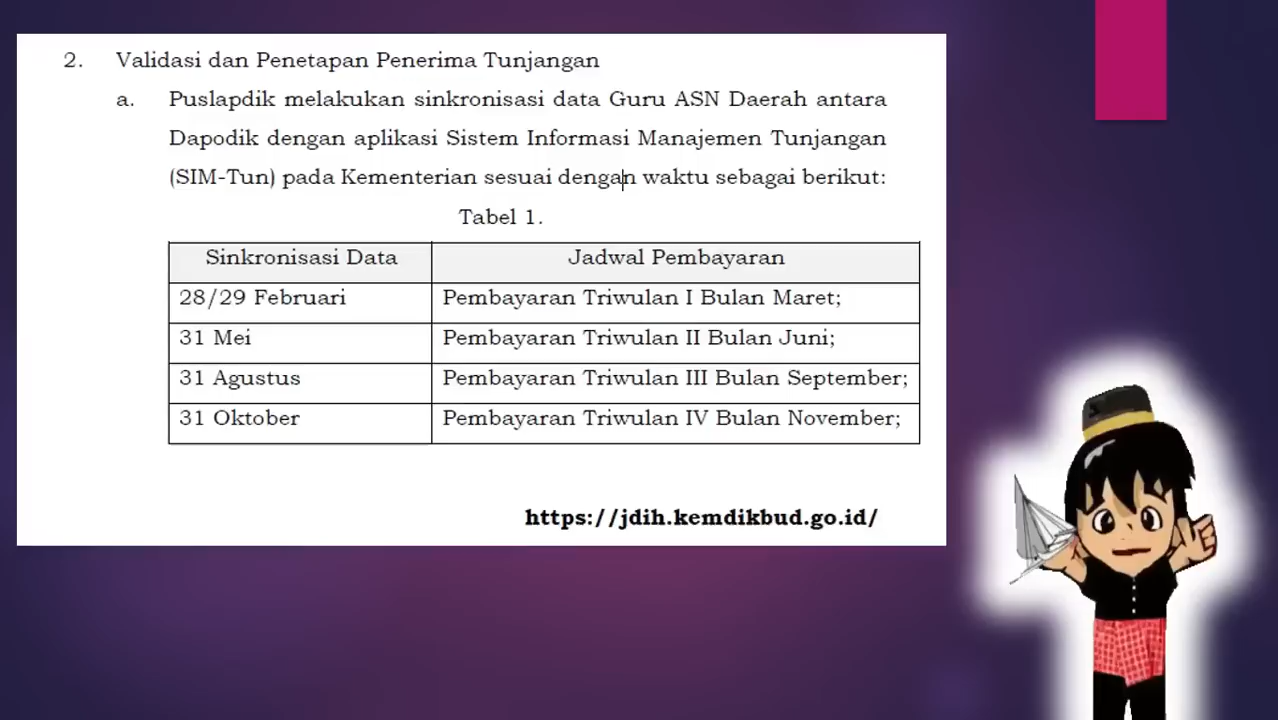 2. Validasi dan Penetapan Penerima Tunjangan
a. Puslapdik melakukan sinkronisasi data Guru ASN Daerah antara
Dapodik dengan aplikasi Sistem Informasi Manajemen Tunjangan
(SIM-Tun) pada Kementerian sesuai dengan waktu sebagai berikut:
Tabel 1.
Sinkronisasi Data Jadwal Pembayaran
28/29 Februari Pembayaran Triwulan I Bulan Maret;
31 Mei Pembayaran Triwulan II Bulan Juni;
31 Agustus Pembayaran Triwulan III Bulan September;
31 Oktober Pembayaran Triwulan IV Bulan November;
https://jdih.kemdikbud.go.id/